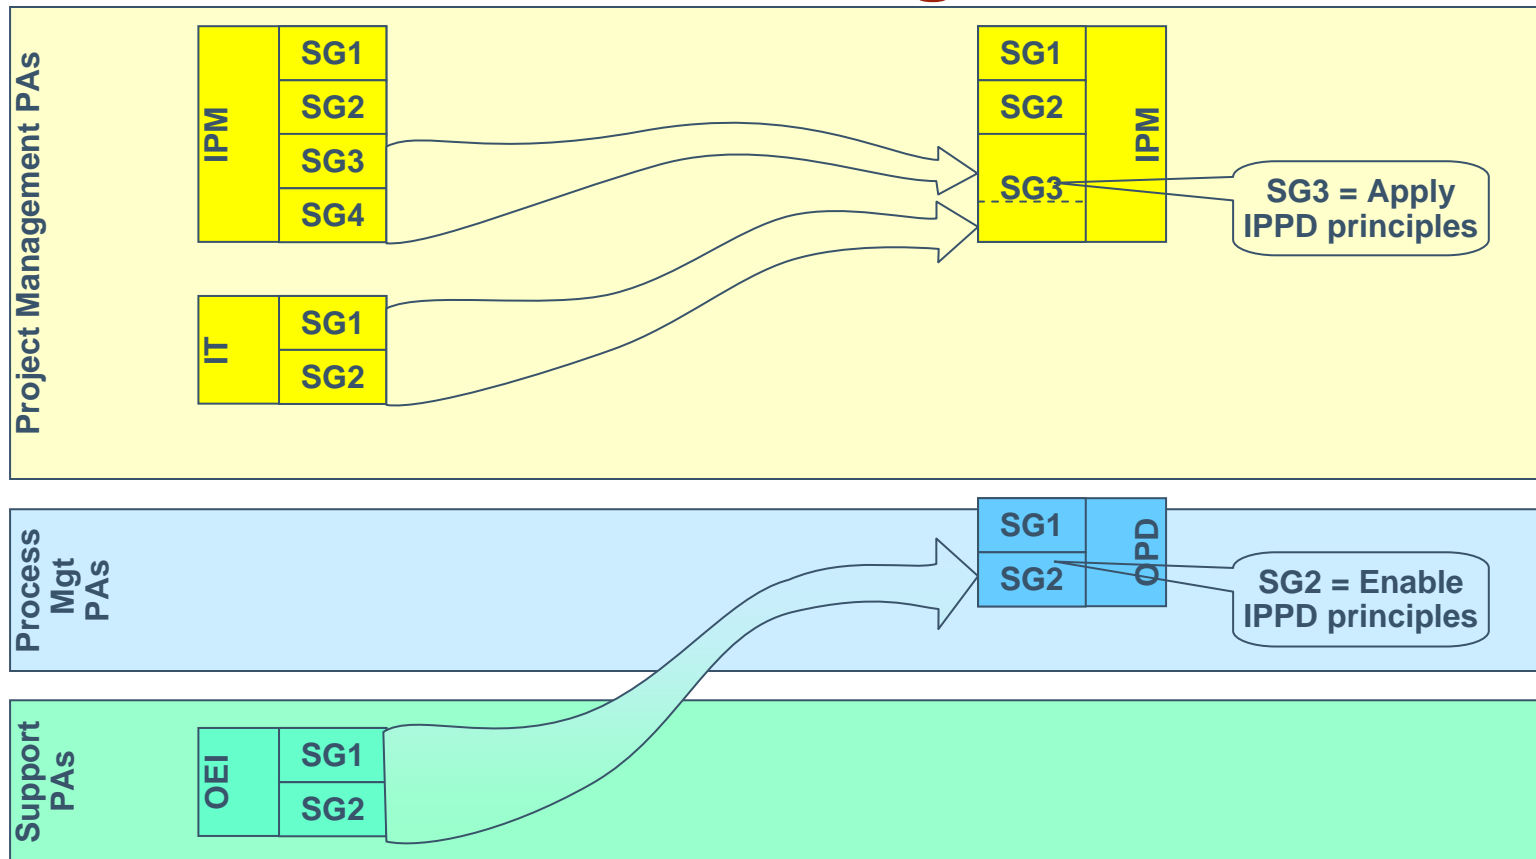 Project Management PAs
IPM
SG1
SG2
SG3
SG4
SG1
SG2
SG3
IPM
SG3 = Apply
IPPD principles
IT
SG1
SG2
Process
Mgt
PAs
SG1
SG2
OPD
SG2 = Enable
IPPD principles
Support
PAs
OEI
SG1
SG2